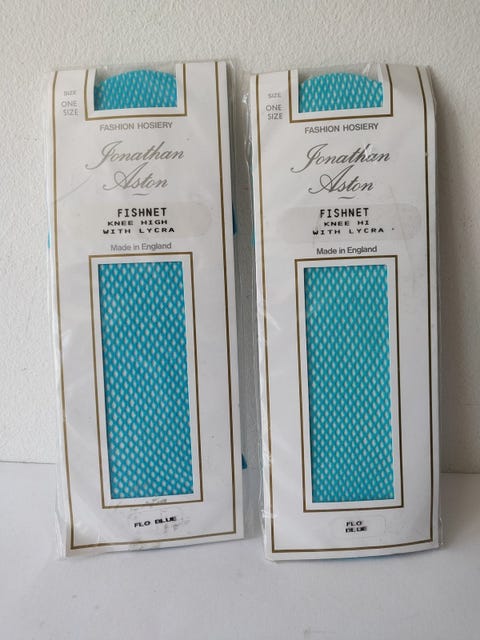 SIZE
ONE
SIZE
FASHION HOSIERY
Jonathan
Aston
FISHNET
KNEE HIGH
WITH LYCRA
Made in England
FLO BLUE
SIZE
ONE
SIZE
FASHION HOSIERY
Jonathan
Aston
FISHNET
KNEE HI
WITH LYCRA
Made in England
FLO
BLUE